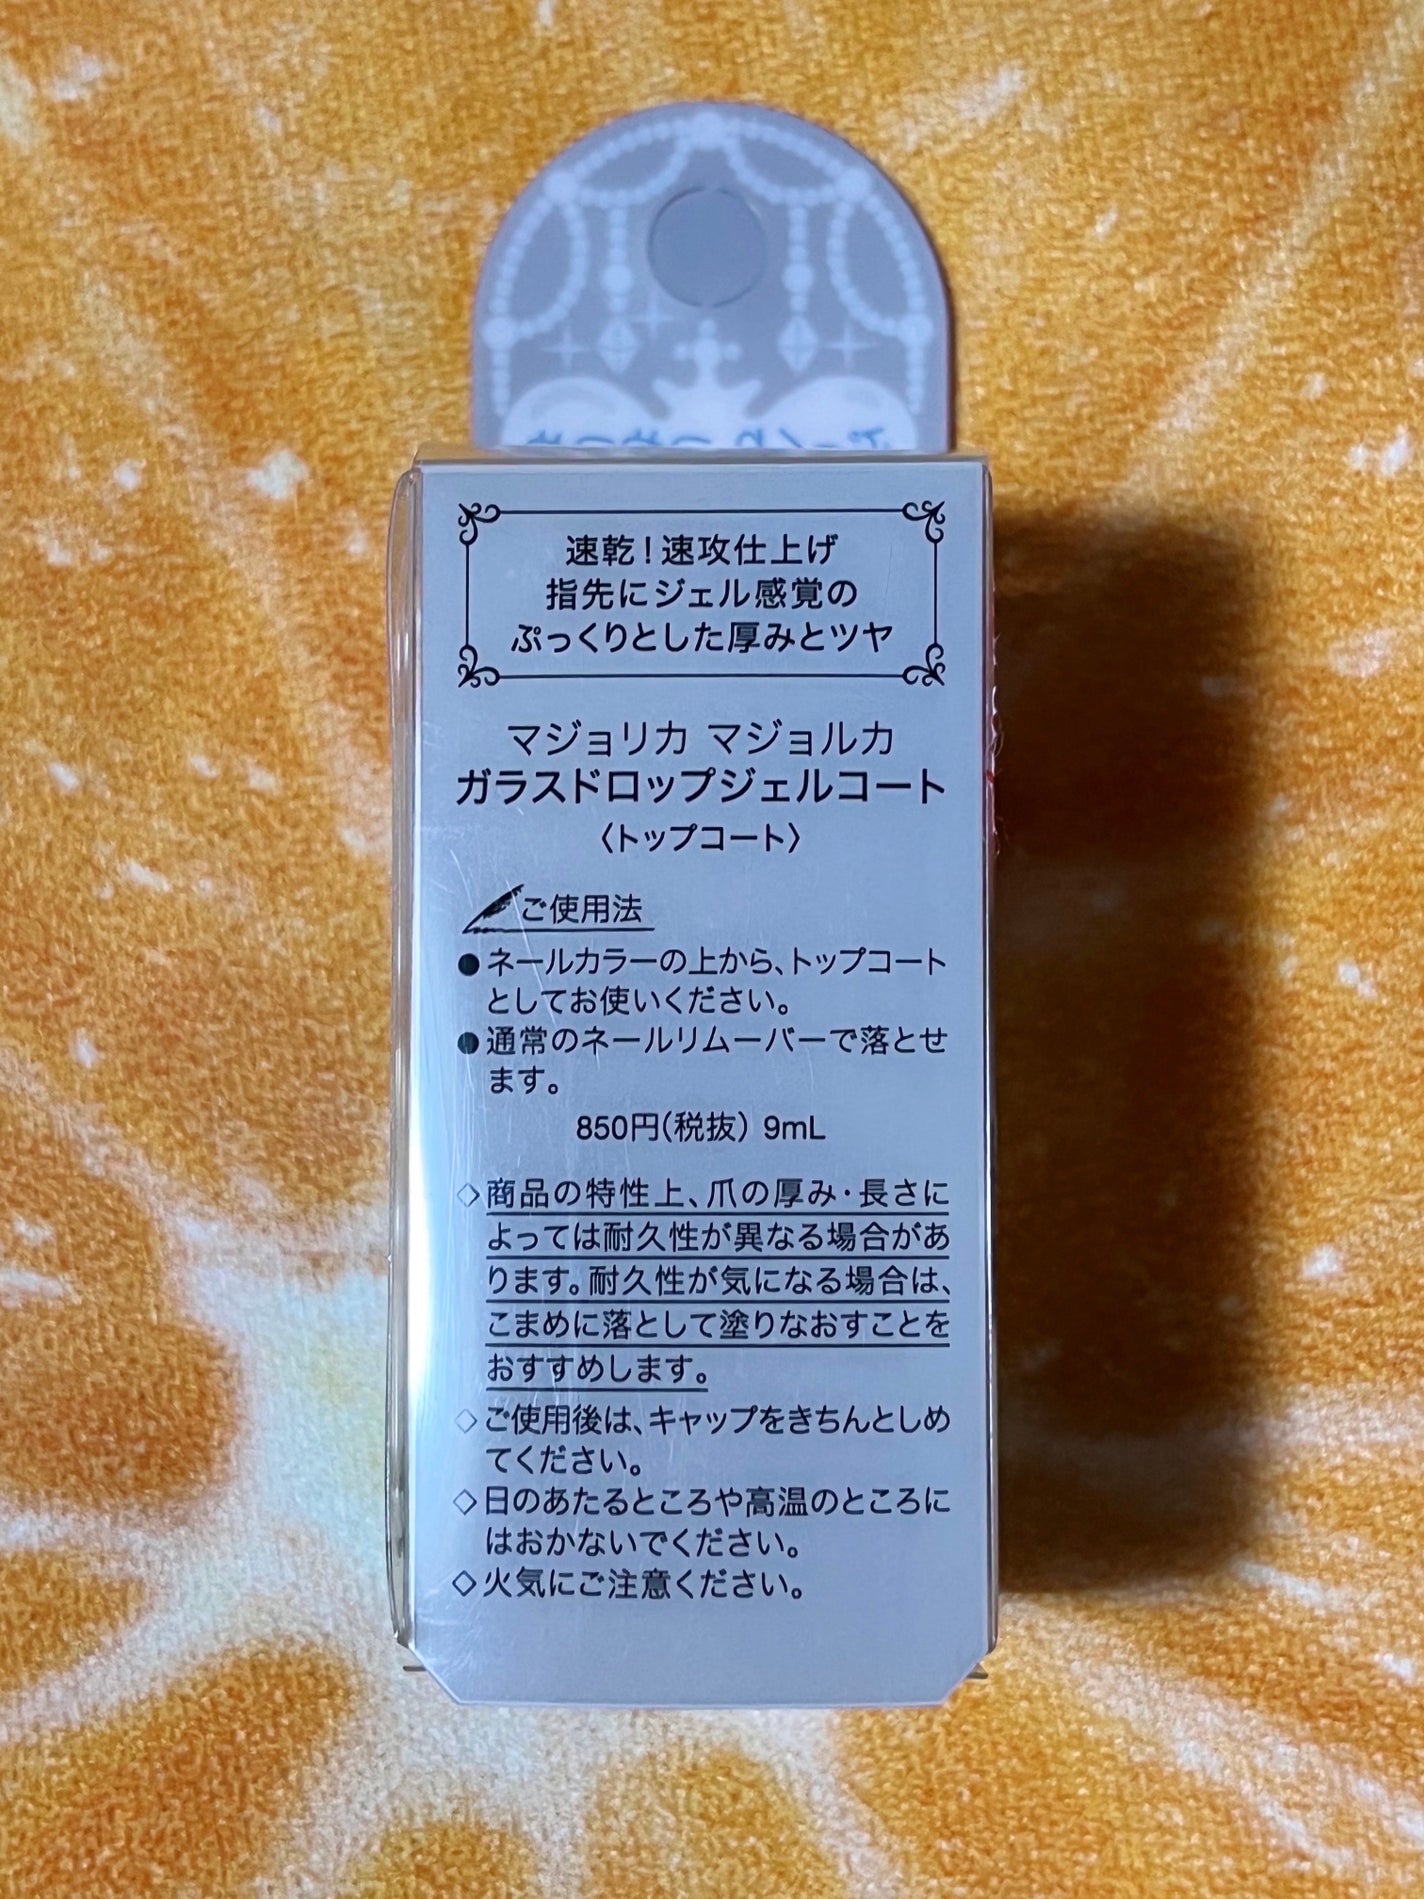 速乾！速攻仕上げ
指先にジェル感覚の
ぷっくりとした厚みとツヤ
マジョリカ マジョルカ
ガラスドロップジェルコート
〈トップコート〉
ご使用法
●ネールカラーの上から、トップコート
としてお使いください。
●通常のネールリムーバーで落とせ
ます。
850円(税抜) 9mL
◇商品の特性上、爪の厚み・長さに
よっては耐久性が異なる場合があ
ります。耐久性が気になる場合は、
こまめに落として塗りなおすことを
おすすめします。
◇ご使用後は、キャップをきちんとしめ
てください。
◇日のあたるところや高温のところに
はおかないでください。
◇火気にご注意ください。